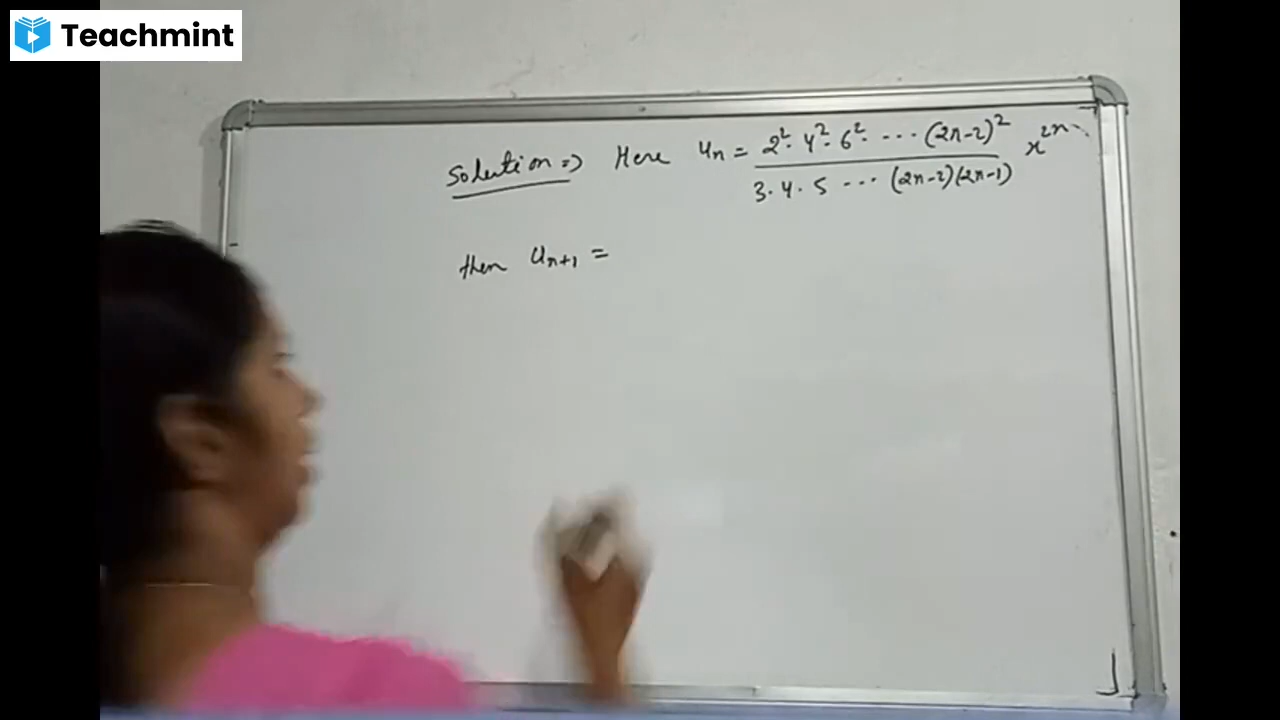 Teachmint
Solution => Here uₙ = 2²· 4²· 6²· ··· (2n-2)² / 3· 4· 5 ··· (2n-2)(2n-1) x²ⁿ
then uₙ₊₁ =